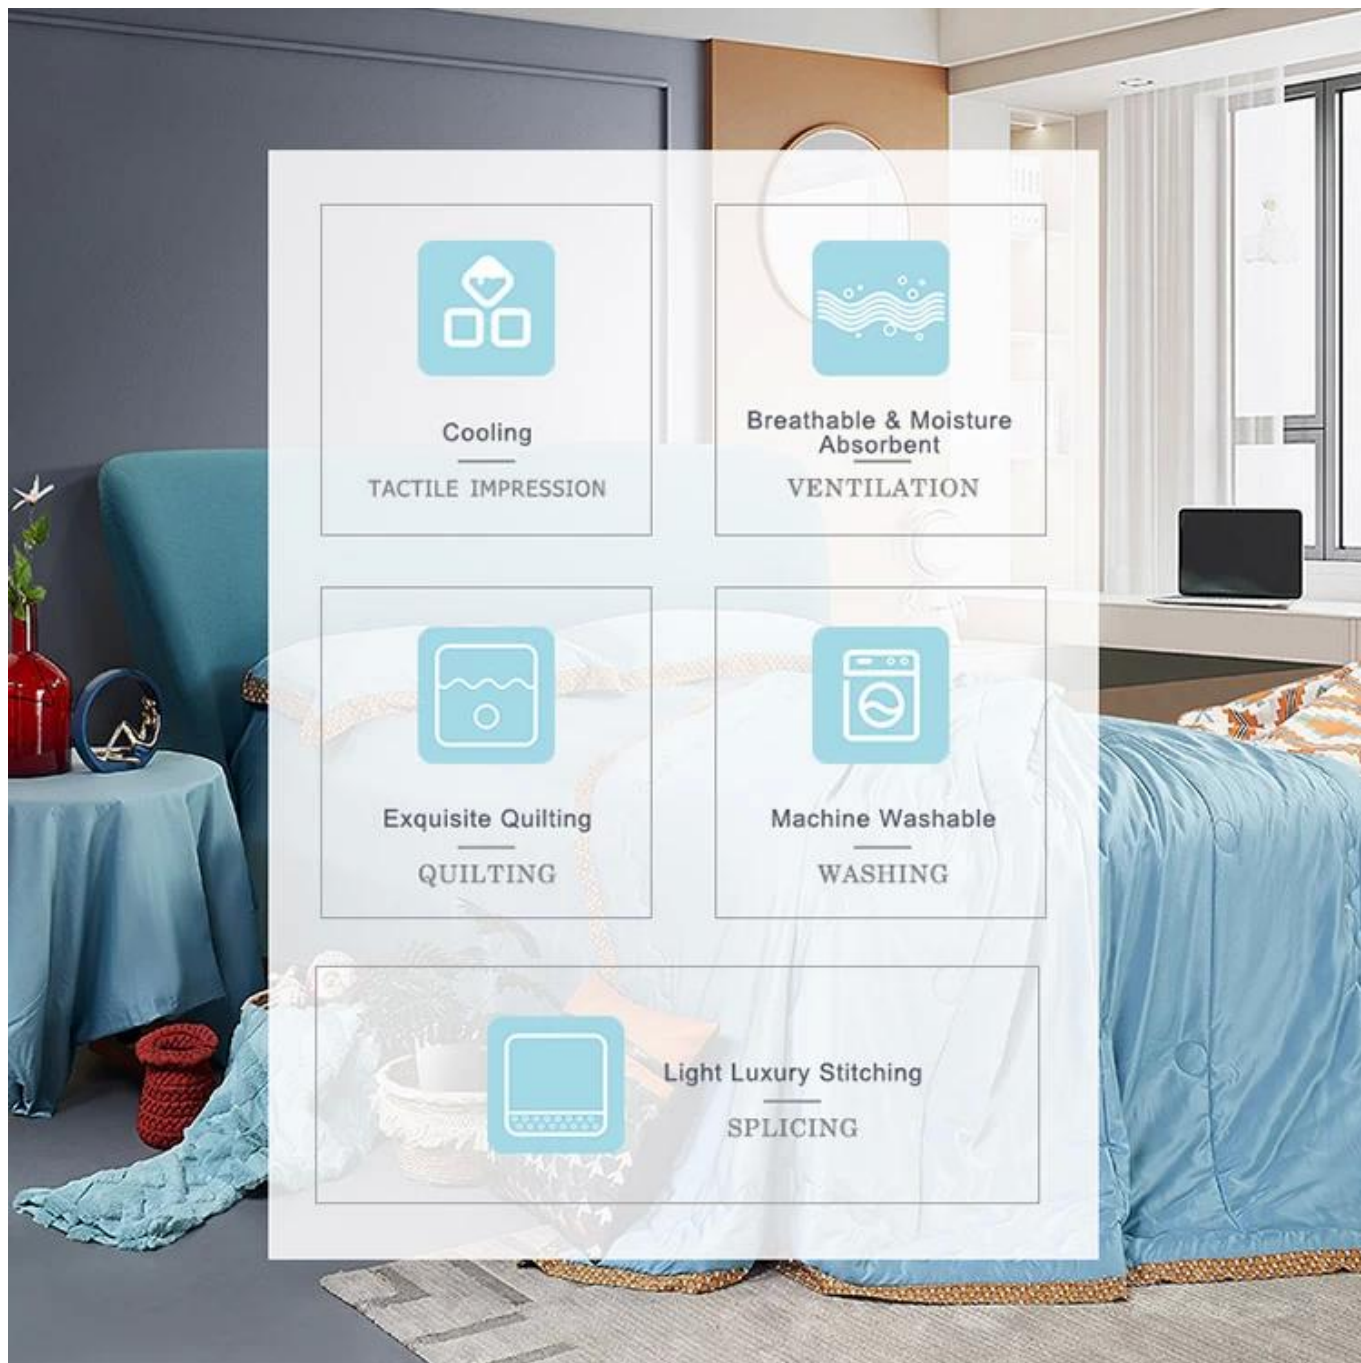 Cooling
TACTILE IMPRESSION
Breathable & Moisture
Absorbent
VENTILATION
Exquisite Quilting
QUILTING
Machine Washable
WASHING
Light Luxury Stitching
SPLICING